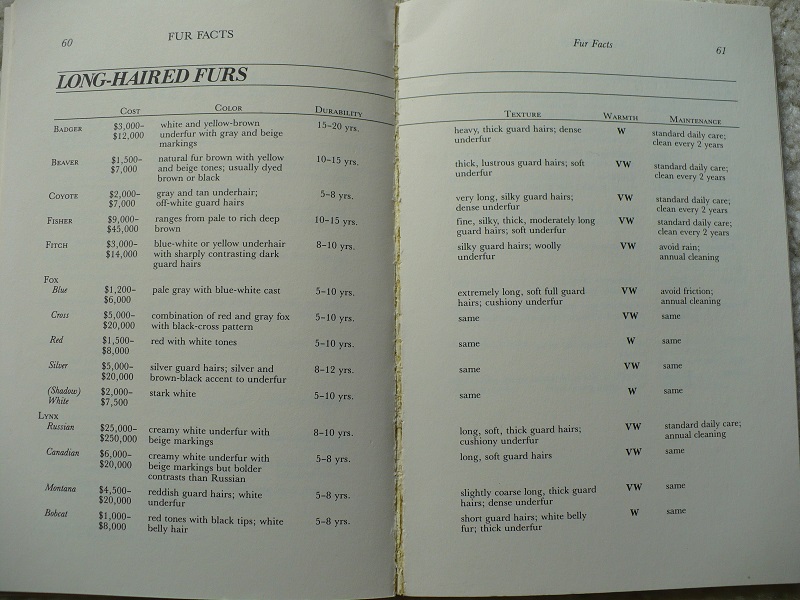 60
FUR FACTS
LONG-HAIRED FURS
COST COLOR DURABILITY
BADGER $3,000– white and yellow-brown 15–20 yrs.
$12,000 underfur with gray and beige
markings
BEAVER $1,500– natural fur brown with yellow 10–15 yrs.
$7,000 and beige tones; usually dyed
brown or black
COYOTE $2,000– gray and tan underhair; 5–8 yrs.
$7,000 off-white guard hairs
FISHER $9,000– ranges from pale to rich deep 10–15 yrs.
$45,000 brown
FITCH $3,000– blue-white or yellow underhair 8–10 yrs.
$14,000 with sharply contrasting dark
guard hairs
FOX
Blue $1,200– pale gray with blue-white cast 5–10 yrs.
$6,000
Cross $5,000– combination of red and gray fox 5–10 yrs.
$20,000 with black-cross pattern
Red $1,500– red with white tones 5–10 yrs.
$8,000
Silver $5,000– silver guard hairs; silver and 8–12 yrs.
$20,000 brown-black accent to underfur
(Shadow) $2,000– stark white 5–10 yrs.
White $7,500
LYNX
Russian $25,000– creamy white underfur with 8–10 yrs.
$250,000 beige markings
Canadian $6,000– creamy white underfur with 5–8 yrs.
$20,000 beige markings but bolder
contrasts than Russian
Montana $4,500– reddish guard hairs; white 5–8 yrs.
$20,000 underfur
Bobcat $1,000– red tones with black tips; white 5–8 yrs.
$8,000 belly hair
Fur Facts
61
TEXTURE WARMTH MAINTENANCE
heavy, thick guard hairs; dense W standard daily care;
underfur clean every 2 years
thick, lustrous guard hairs; soft VW standard daily care;
underfur clean every 2 years
very long, silky guard hairs; VW standard daily care;
dense underfur clean every 2 years
fine, silky, thick, moderately long VW standard daily care;
guard hairs; soft underfur clean every 2 years
silky guard hairs; woolly VW avoid rain;
underfur annual cleaning
extremely long, soft full guard VW avoid friction;
hairs; cushiony underfur annual cleaning
same VW same
same W same
same VW same
same W same
long, soft, thick guard hairs; VW standard daily care;
cushiony underfur annual cleaning
long, soft guard hairs VW same
slightly coarse long, thick guard VW same
hairs; dense underfur
short guard hairs; white belly W same
fur; thick underfur